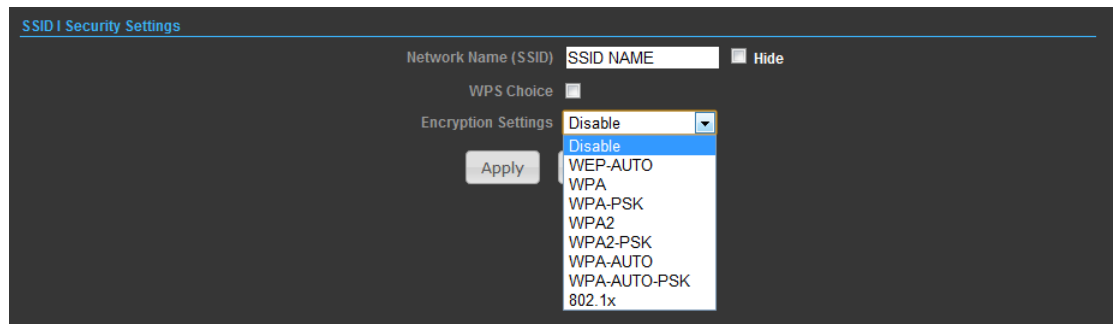 SSID I Security Settings
Network Name (SSID) SSID NAME Hide
WPS Choice
Encryption Settings Disable
Disable
Apply
WEP-AUTO
WPA
WPA-PSK
WPA2
WPA2-PSK
WPA-AUTO
WPA-AUTO-PSK
802.1x